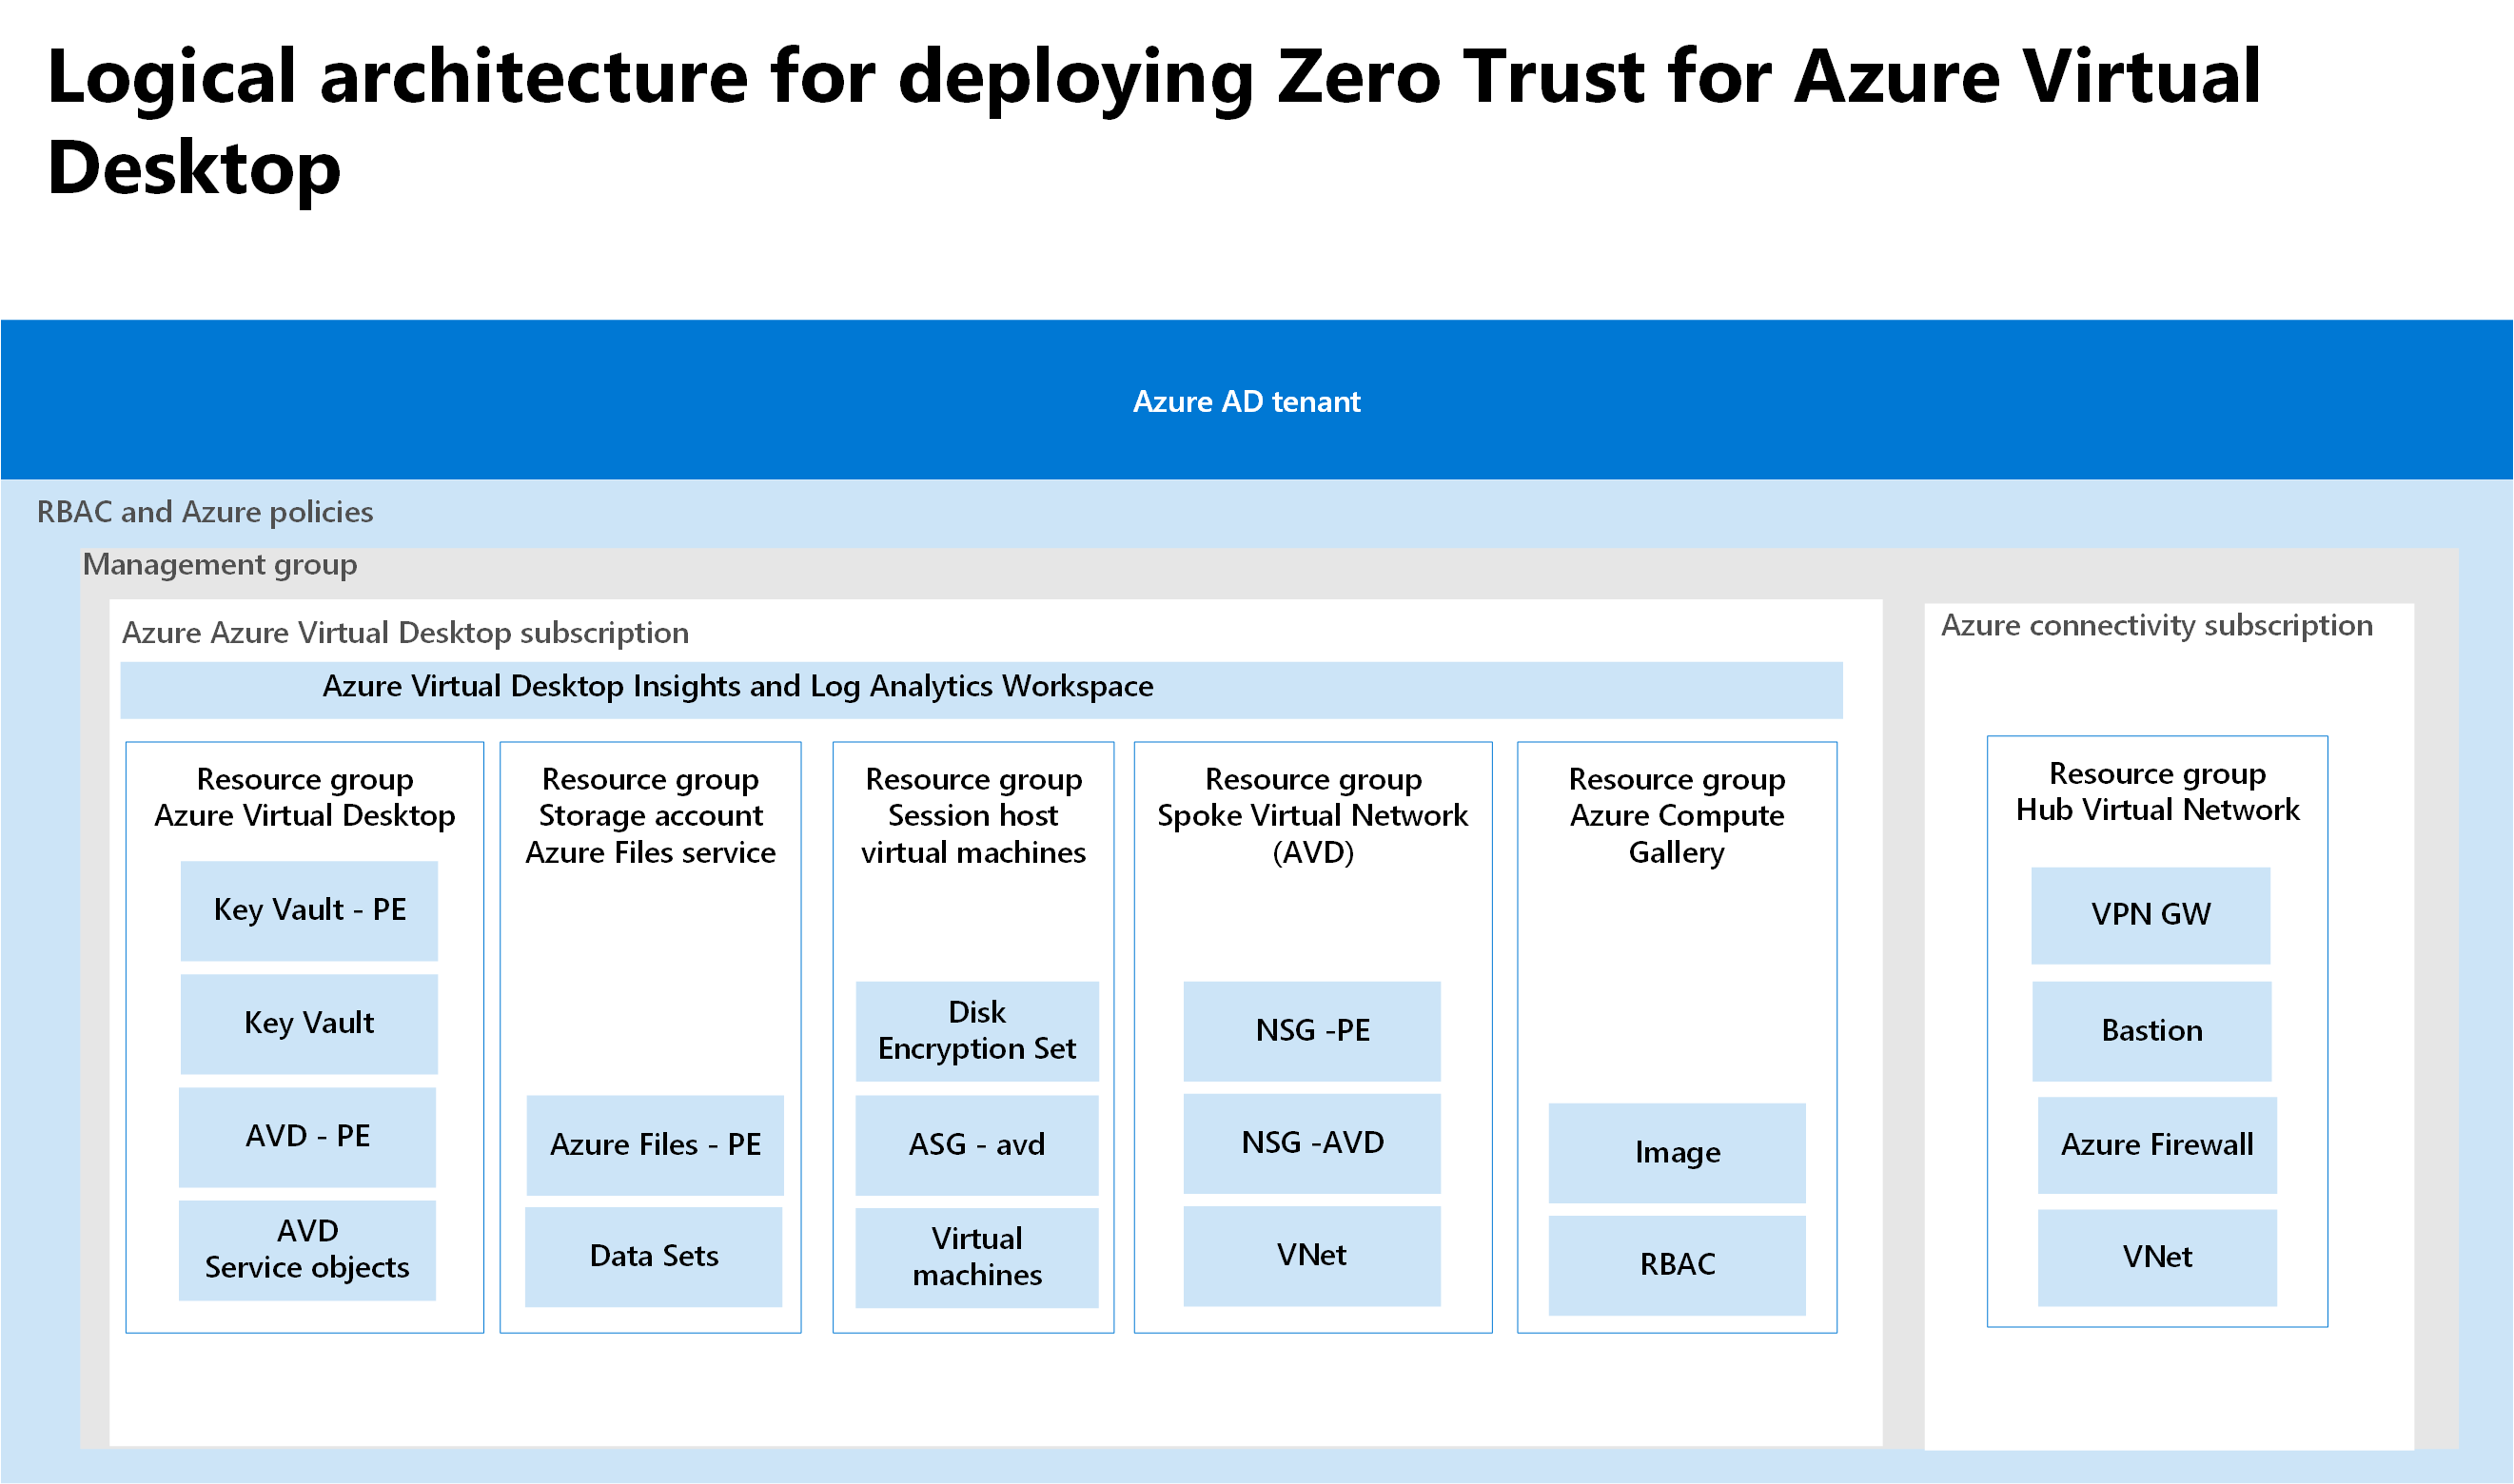 Logical architecture for deploying Zero Trust for Azure Virtual
Desktop
Azure AD tenant
RBAC and Azure policies
Management group
Azure Azure Virtual Desktop subscription
Azure Virtual Desktop Insights and Log Analytics Workspace
Resource group
Azure Virtual Desktop
Key Vault - PE
Key Vault
AVD - PE
AVD
Service objects
Resource group
Storage account
Azure Files service
Azure Files - PE
Data Sets
Resource group
Session host
virtual machines
Disk
Encryption Set
ASG - avd
Virtual
machines
Resource group
Spoke Virtual Network
(AVD)
NSG -PE
NSG -AVD
VNet
Resource group
Azure Compute
Gallery
Image
RBAC
Azure connectivity subscription
Resource group
Hub Virtual Network
VPN GW
Bastion
Azure Firewall
VNet